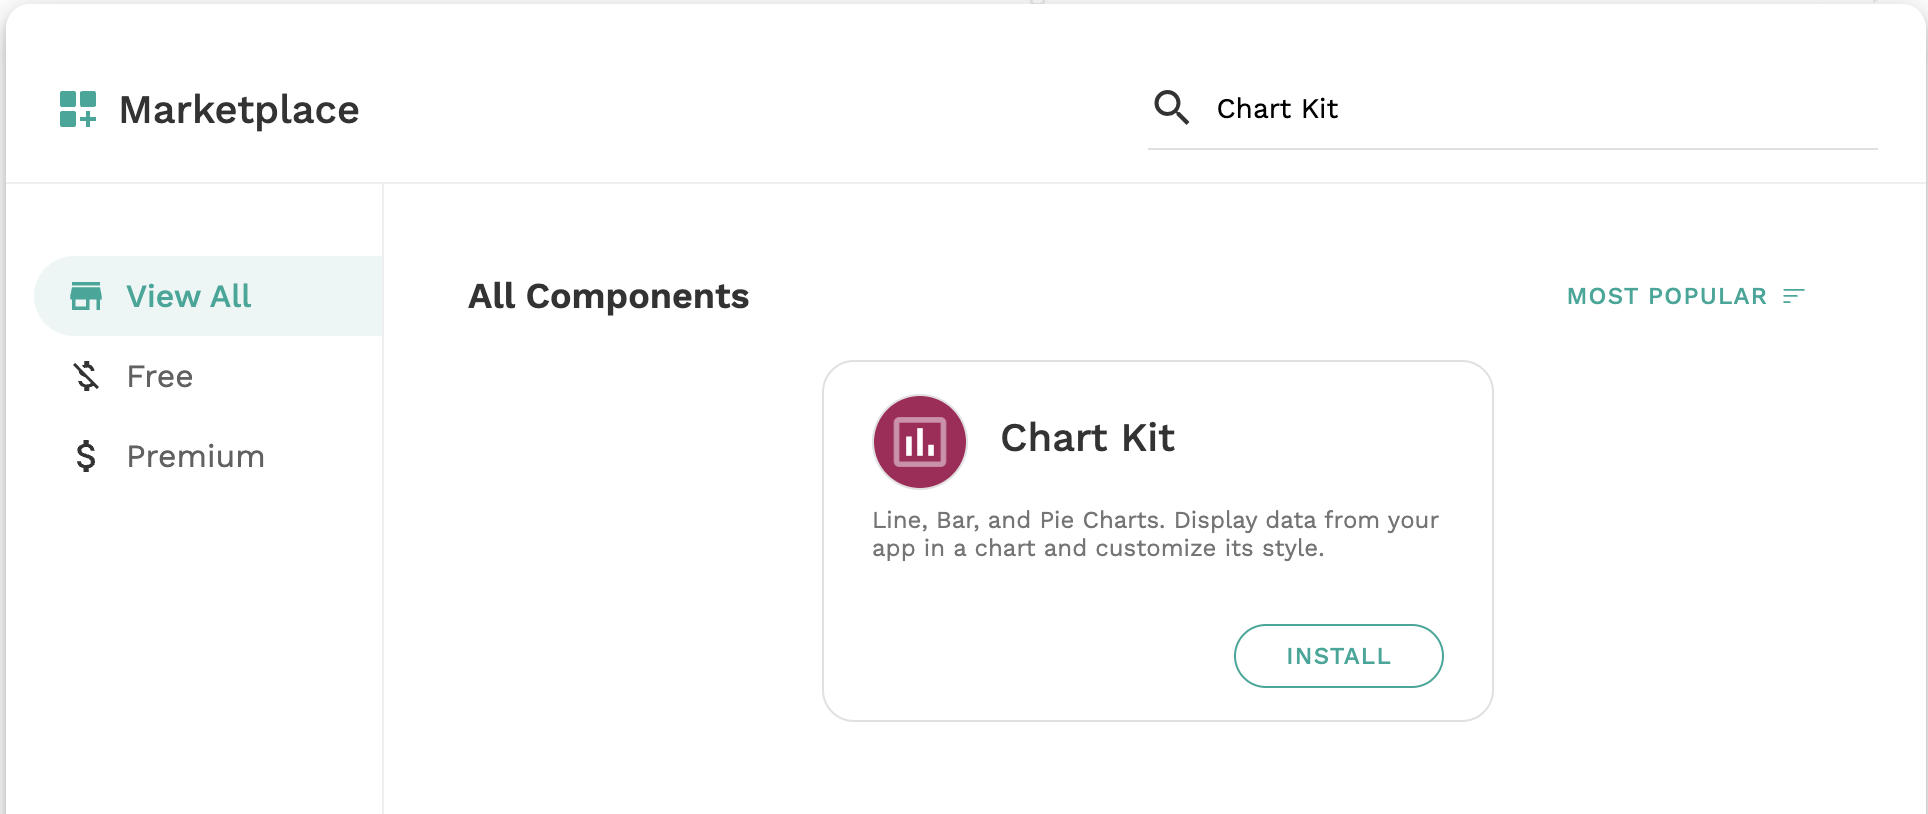 Marketplace
Chart Kit
View All
Free
Premium
All Components
MOST POPULAR
Chart Kit
Line, Bar, and Pie Charts. Display data from your
app in a chart and customize its style.
INSTALL